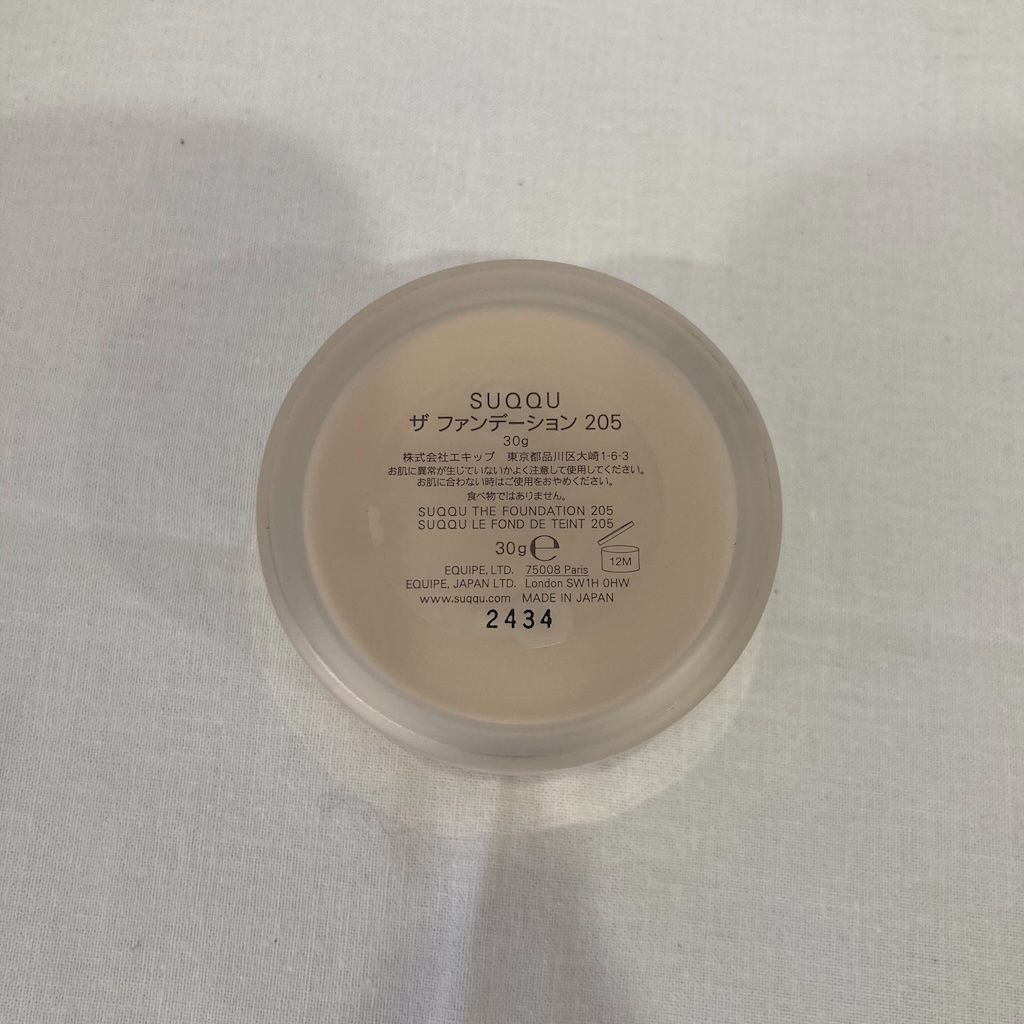 SUQQU
ザ ファンデーション 205
30g
株式会社エキップ 東京都品川区大崎1-6-3
お肌に異常が生じていないかよく注意して使用してください。
お肌に合わない時はご使用をおやめください。
食べ物ではありません。
SUQQU THE FOUNDATION 205
SUQQU LE FOND DE TEINT 205
30g℮ 12M
EQUIPE, LTD. 75008 Paris
EQUIPE, JAPAN LTD. London SW1H 0HW
www.suqqu.com MADE IN JAPAN
2434